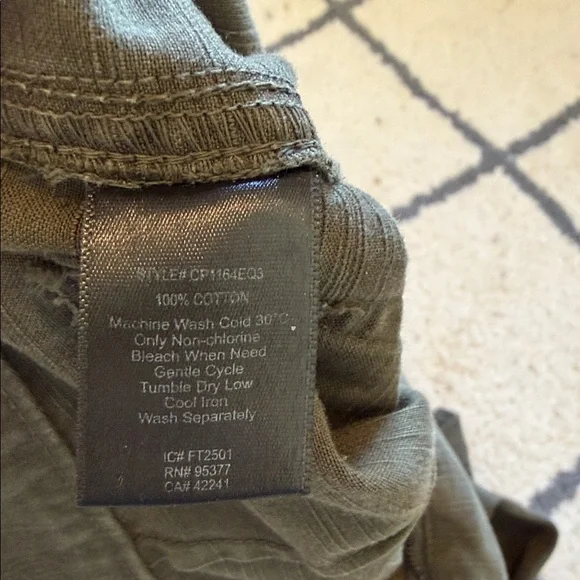 STYLE# CP1164EQ3
100% COTTON
Machine Wash Cold 30°C
Only Non-chlorine
Bleach When Need
Gentle Cycle
Tumble Dry Low
Cool Iron
Wash Separately
IC# FT2501
RN# 95377
CA# 42241